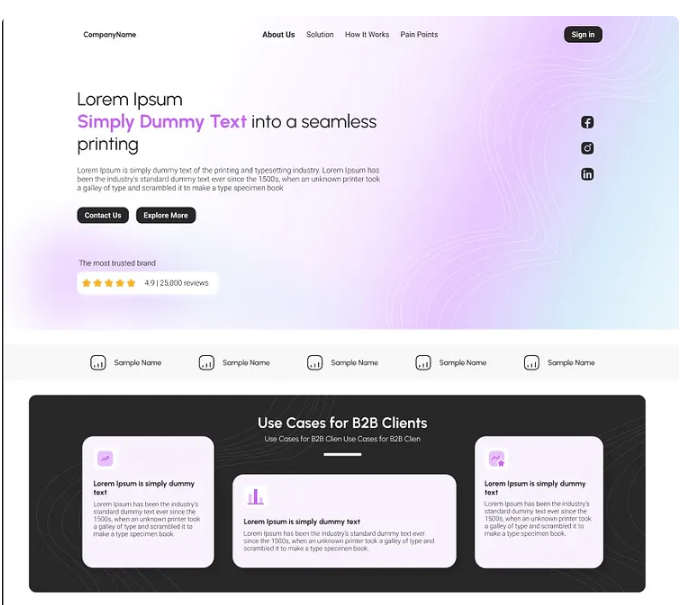 CompanyName
About Us Solution How It Works Pain Points
Sign in
Lorem Ipsum
Simply Dummy Text into a seamless
printing
Lorem Ipsum is simply dummy text of the printing and typesetting industry. Lorem Ipsum has
been the industry's standard dummy text ever since the 1500s, when an unknown printer took
a galley of type and scrambled it to make a type specimen book
Contact Us Explore More
The most trusted brand
4.9 | 25,000 reviews
Sample Name Sample Name Sample Name Sample Name Sample Name
Use Cases for B2B Clients
Use Cases for B2B Clien Use Cases for B2B Clien
Lorem Ipsum is simply dummy
text
Lorem Ipsum has been the industry's
standard dummy text ever since the
1500s, when an unknown printer took
a galley of type and scrambled it to
make a type specimen book.
Lorem Ipsum is simply dummy text
Lorem Ipsum has been the industry's standard dummy text ever
since the 1500s, when an unknown printer took a galley of type and
scrambled it to make a type specimen book.
Lorem Ipsum is simply dummy
text
Lorem Ipsum has been the industry's
standard dummy text ever since the
1500s, when an unknown printer took
a galley of type and scrambled it to
make a type specimen book.